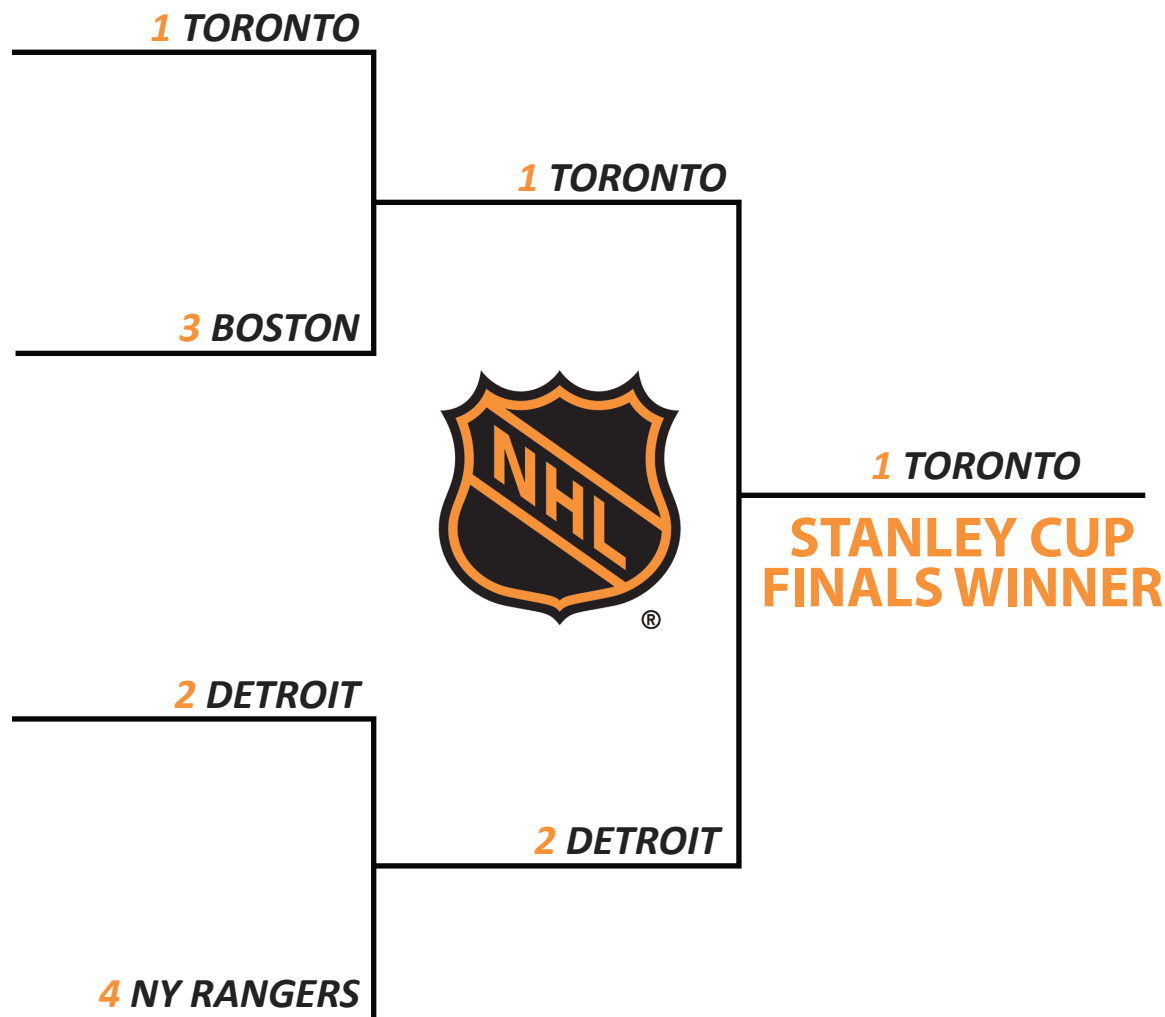 1 TORONTO
1 TORONTO
3 BOSTON
NHL
®
1 TORONTO
STANLEY CUP
FINALS WINNER
2 DETROIT
2 DETROIT
4 NY RANGERS